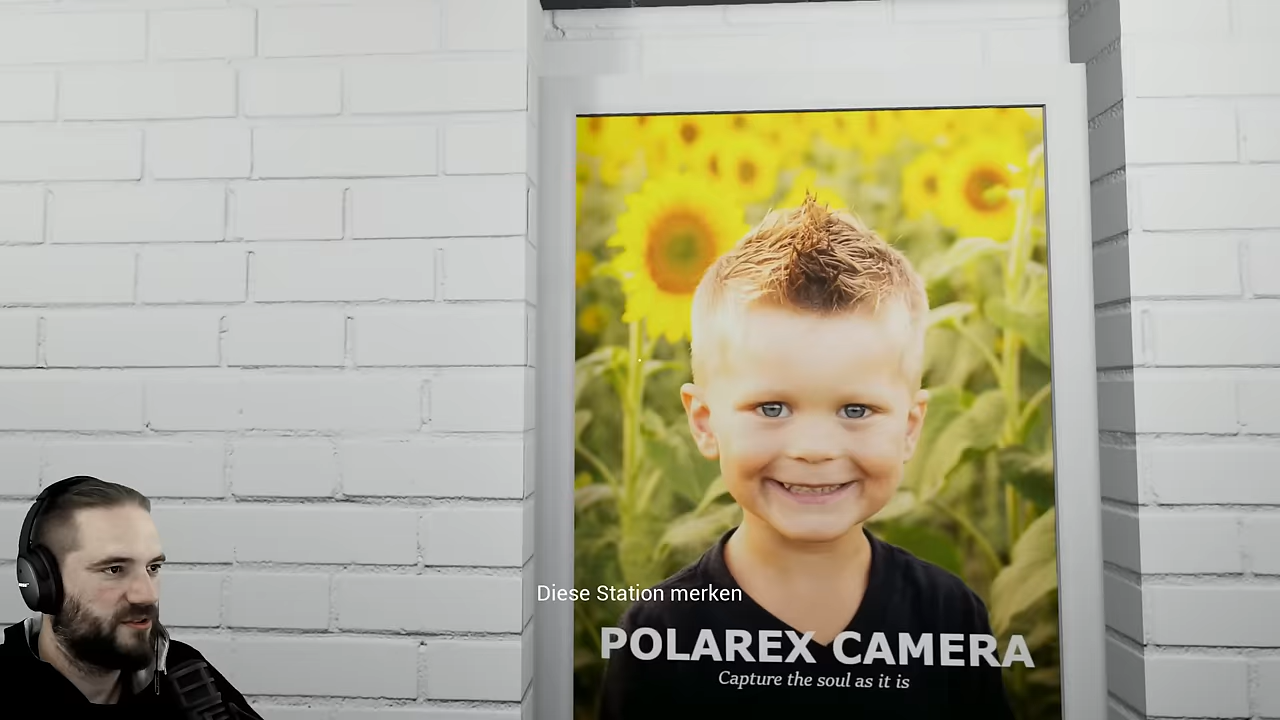 Diese Station merken
POLAREX CAMERA
Capture the soul as it is